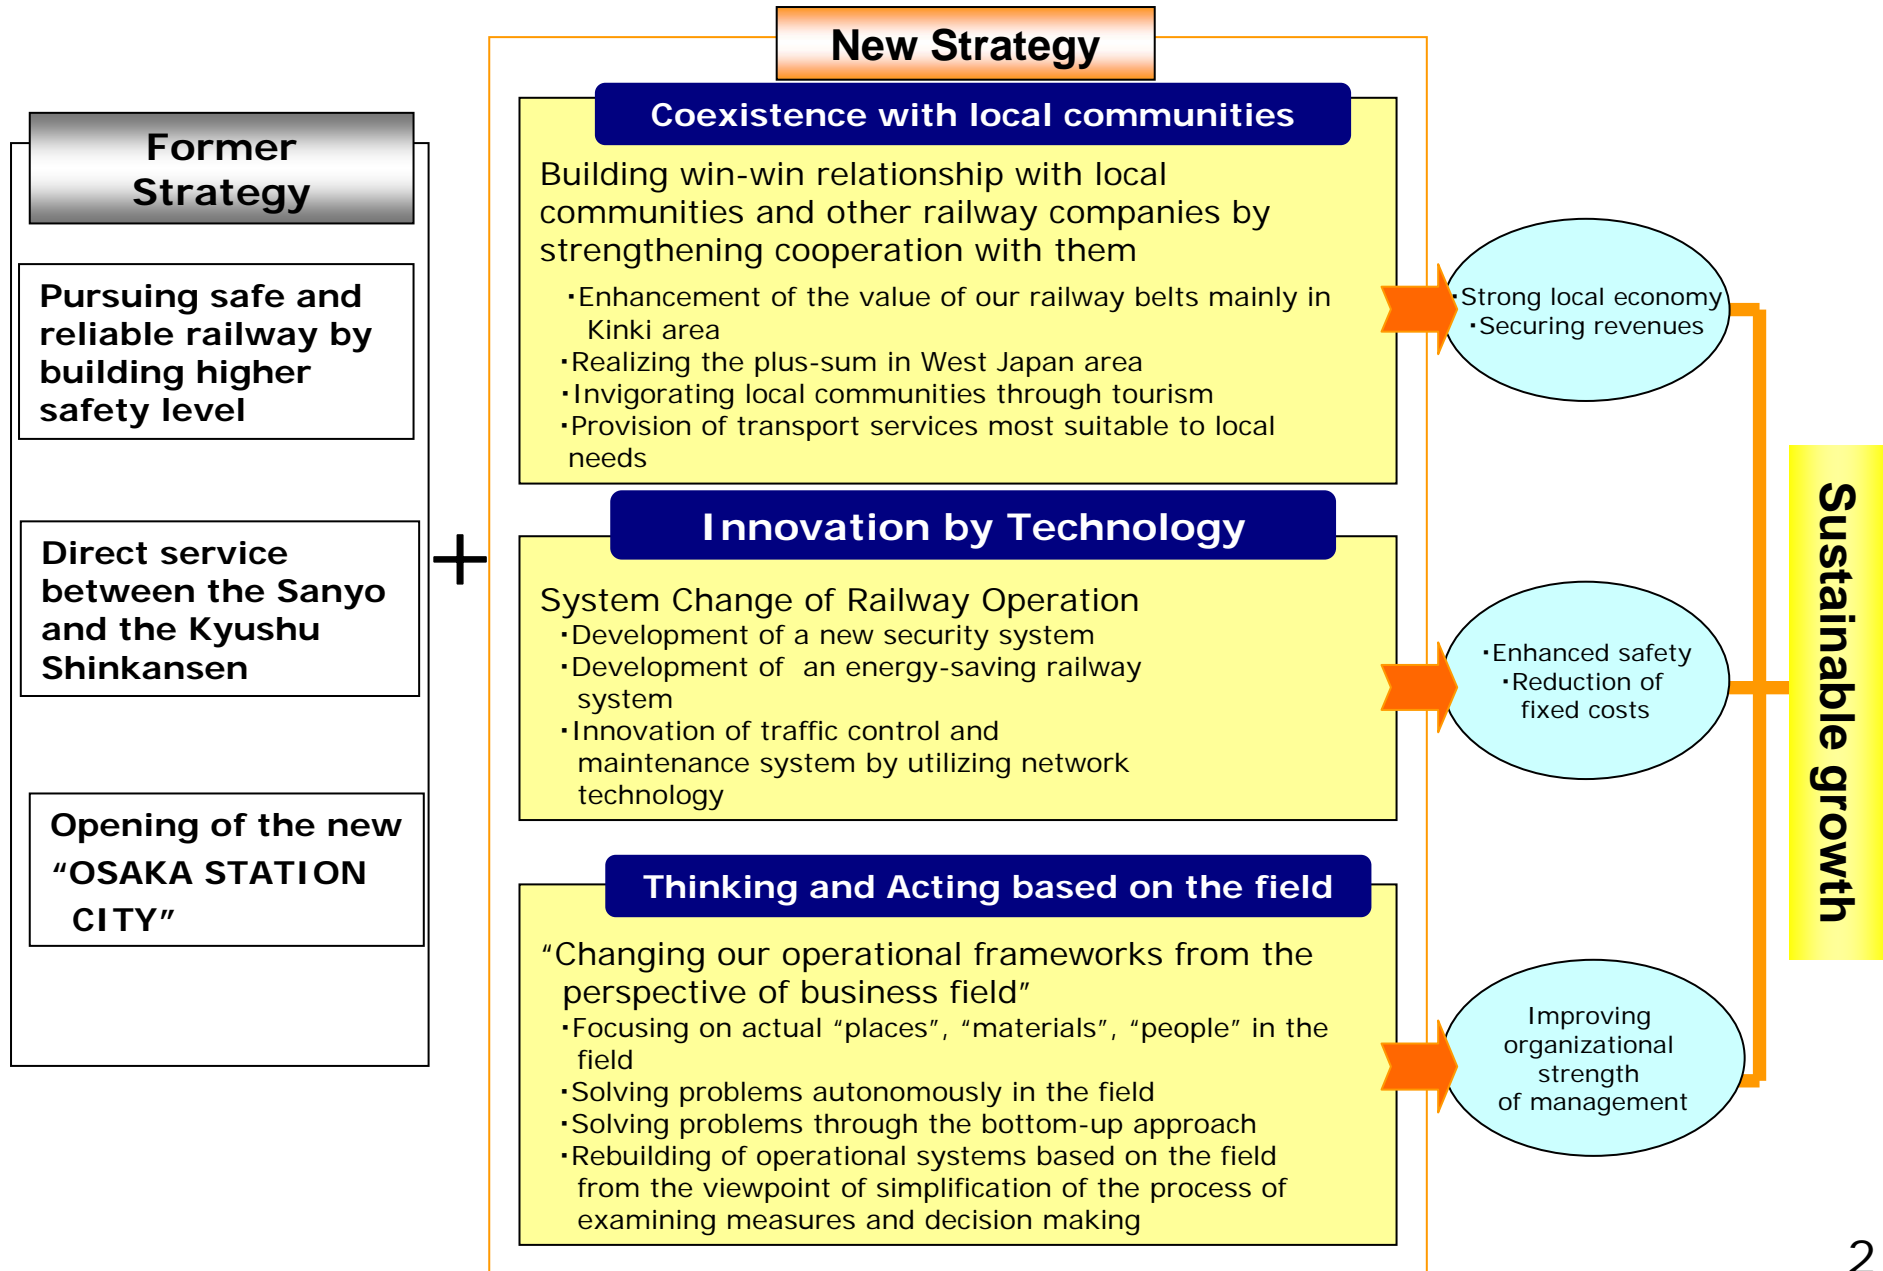 New Strategy
Former
Strategy
Pursuing safe and
reliable railway by
building higher
safety level
Direct service
between the Sanyo
and the Kyushu
Shinkansen
Opening of the new
“OSAKA STATION
CITY”
+
Coexistence with local communities
Building win-win relationship with local
communities and other railway companies by
strengthening cooperation with them
・Enhancement of the value of our railway belts mainly in
Kinki area
・Realizing the plus-sum in West Japan area
・Invigorating local communities through tourism
・Provision of transport services most suitable to local
needs
Innovation by Technology
System Change of Railway Operation
・Development of a new security system
・Development of an energy-saving railway
system
・Innovation of traffic control and
maintenance system by utilizing network
technology
Thinking and Acting based on the field
“Changing our operational frameworks from the
perspective of business field”
・Focusing on actual “places”, “materials”, “people” in the
field
・Solving problems autonomously in the field
・Solving problems through the bottom-up approach
・Rebuilding of operational systems based on the field
from the viewpoint of simplification of the process of
examining measures and decision making
・Strong local economy
・Securing revenues
・Enhanced safety
・Reduction of
fixed costs
Improving
organizational
strength
of management
Sustainable growth
2